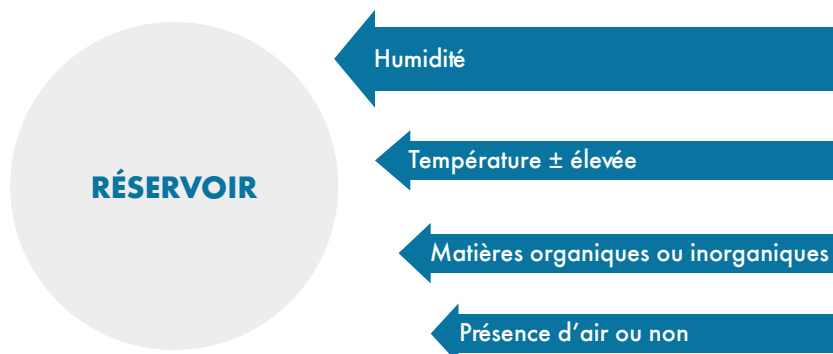 Humidité
Température ± élevée
RÉSERVOIR
Matières organiques ou inorganiques
Présence d’air ou non